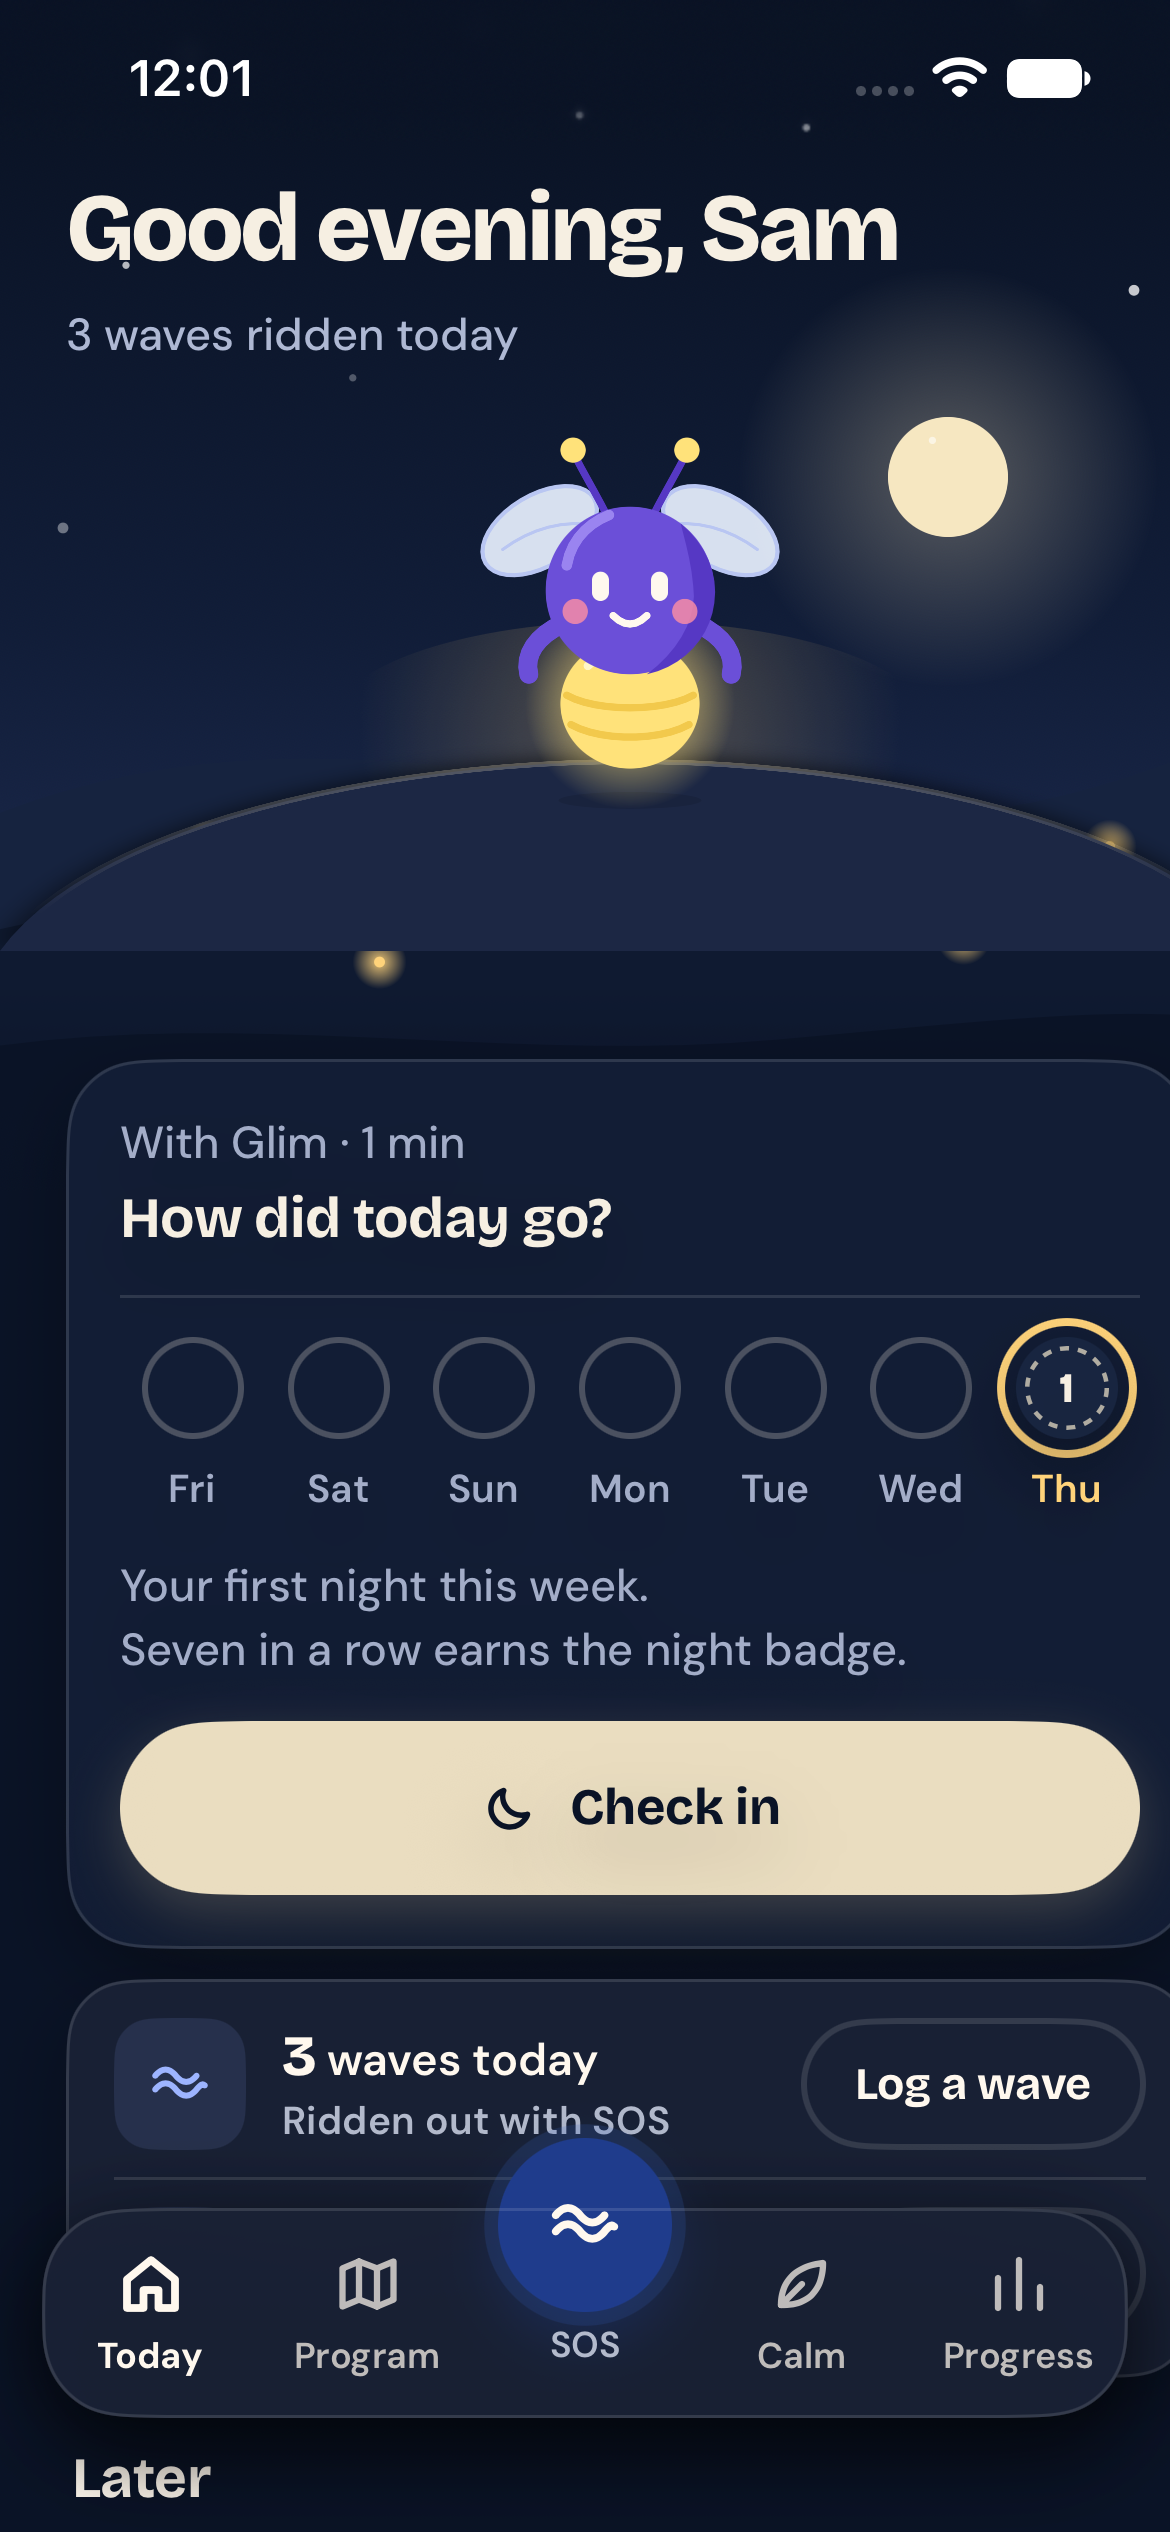 12:01
Good evening, Sam
3 waves ridden today
With Glim · 1 min
How did today go?
1
Fri Sat Sun Mon Tue Wed Thu
Your first night this week.
Seven in a row earns the night badge.
Check in
3 waves today
Ridden out with SOS
Log a wave
Today Program SOS Calm Progress
Later